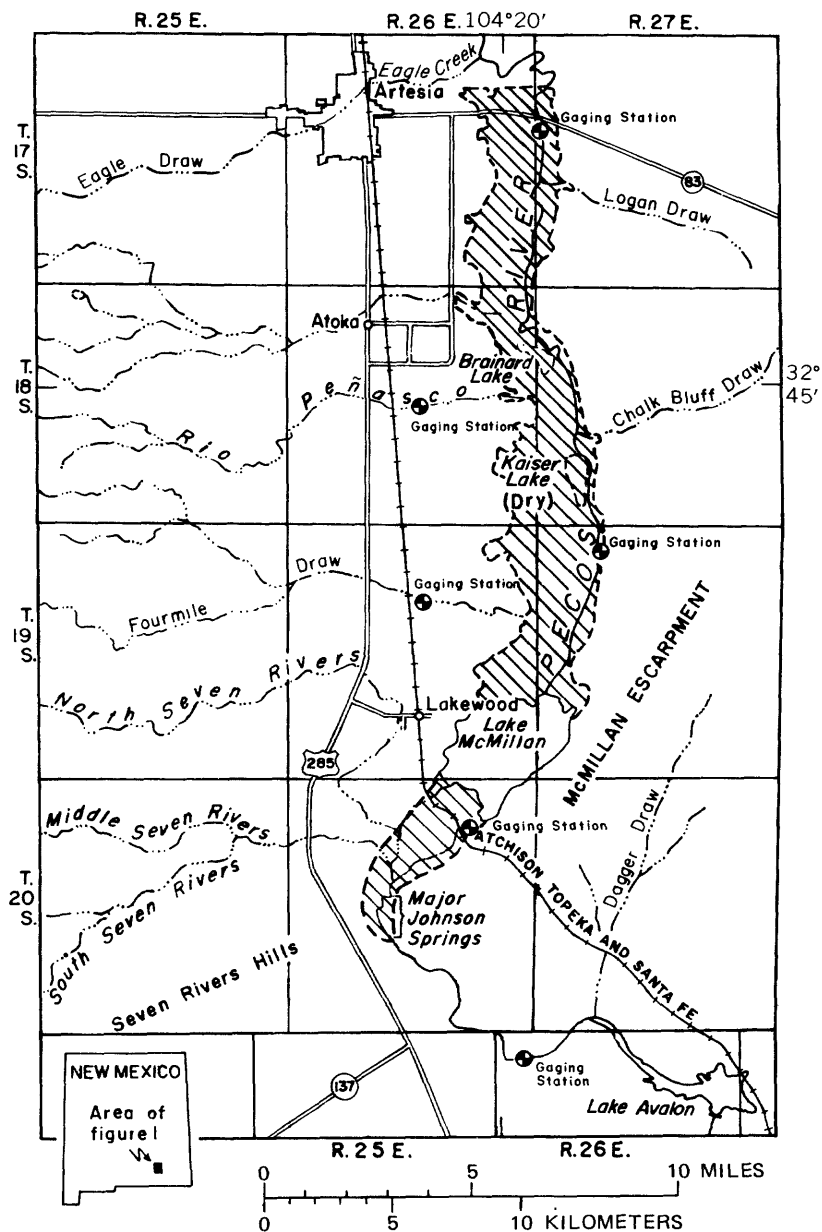 R. 25 E.
R. 26 E.
104°20′
R. 27 E.
Eagle Creek
Artesia
Gaging Station
T.
17
S.
Eagle Draw
83
Logan Draw
RIVER
Atoka
Brainard
Lake
T.
18
S.
32°
45′
Rio Peñasco
Gaging Station
Chalk Bluff Draw
Kaiser
Lake
(Dry)
PECOS
Gaging Station
Draw
Gaging Station
Fourmile
T.
19
S.
MCMILLAN ESCARPMENT
North Seven Rivers
Lakewood
Lake
McMillan
285
Middle Seven Rivers
Gaging Station
ATCHISON TOPEKA AND SANTA FE
Dagger Draw
T.
20
S.
South Seven Rivers
Major
Johnson
Springs
Seven Rivers Hills
NEW MEXICO
Area of
figure 1
137
Gaging
Station
Lake Avalon
R. 25 E.
R. 26 E.
0 5 10 MILES
0 5 10 KILOMETERS